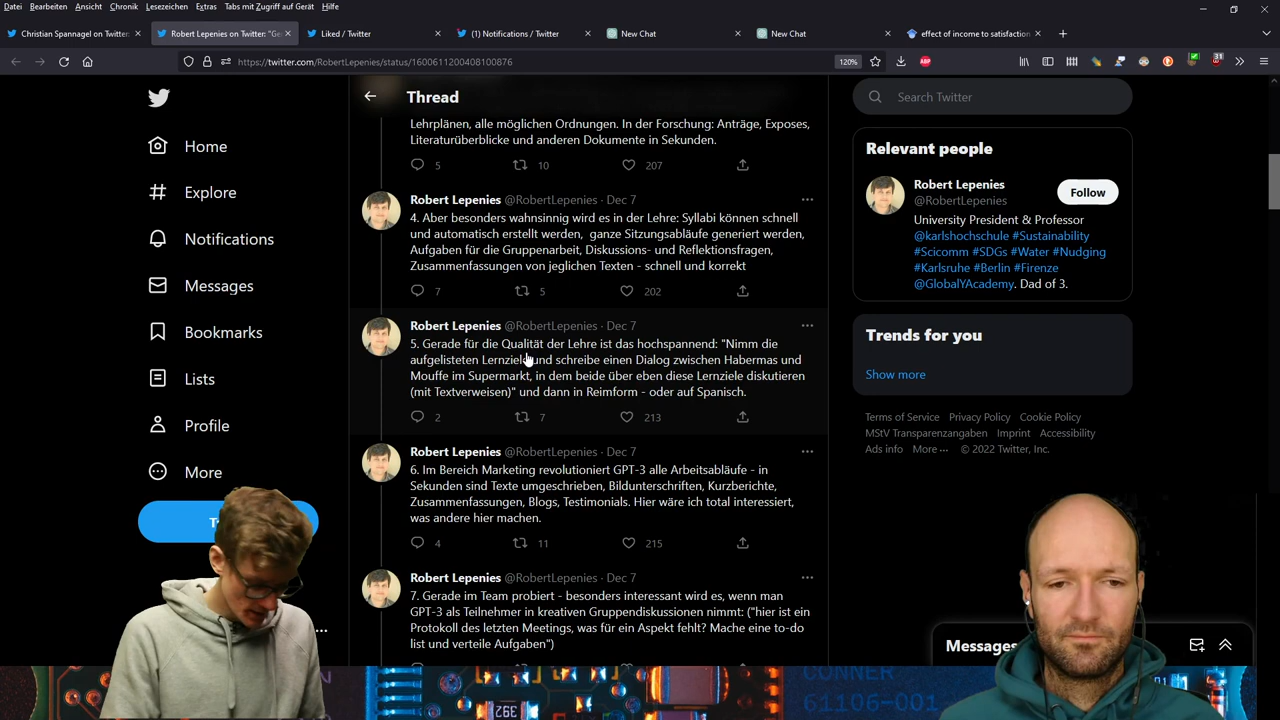 Datei Bearbeiten Ansicht Chronik Lesezeichen Extras Tabs mit Zugriff auf Gerät Hilfe
Christian Spannagel on Twitter:
Robert Lepenies on Twitter: "Ge
Liked / Twitter
(1) Notifications / Twitter
New Chat
New Chat
effect of income to satisfaction
https://twitter.com/RobertLepenies/status/1600611200408100876
120%
Thread
Lehrplänen, alle möglichen Ordnungen. In der Forschung: Anträge, Exposes,
Literaturüberblicke und anderen Dokumente in Sekunden.
5 10 207
Robert Lepenies @RobertLepenies · Dec 7
4. Aber besonders wahnsinnig wird es in der Lehre: Syllabi können schnell
und automatisch erstellt werden, ganze Sitzungsabläufe generiert werden,
Aufgaben für die Gruppenarbeit, Diskussions- und Reflektionsfragen,
Zusammenfassungen von jeglichen Texten - schnell und korrekt
7 5 202
Robert Lepenies @RobertLepenies · Dec 7
5. Gerade für die Qualität der Lehre ist das hochspannend: "Nimm die
aufgelisteten Lernziele und schreibe einen Dialog zwischen Habermas und
Mouffe im Supermarkt, in dem beide über eben diese Lernziele diskutieren
(mit Textverweisen)" und dann in Reimform - oder auf Spanisch.
2 7 213
Robert Lepenies @RobertLepenies · Dec 7
6. Im Bereich Marketing revolutioniert GPT-3 alle Arbeitsabläufe - in
Sekunden sind Texte umgeschrieben, Bildunterschriften, Kurzberichte,
Zusammenfassungen, Blogs, Testimonials. Hier wäre ich total interessiert,
was andere hier machen.
4 11 215
Robert Lepenies @RobertLepenies · Dec 7
7. Gerade im Team probiert - besonders interessant wird es, wenn man
GPT-3 als Teilnehmer in kreativen Gruppendiskussionen nimmt: ("hier ist ein
Protokoll des letzten Meetings, was für ein Aspekt fehlt? Mache eine to-do
list und verteile Aufgaben")
Home
Explore
Notifications
Messages
Bookmarks
Lists
Profile
More
Search Twitter
Relevant people
Robert Lepenies
@RobertLepenies
Follow
University President & Professor
@karlshochschule #Sustainability
#Scicomm #SDGs #Water #Nudging
#Karlsruhe #Berlin #Firenze
@GlobalYAcademy. Dad of 3.
Trends for you
Show more
Terms of Service Privacy Policy Cookie Policy
MStV Transparenzangaben Imprint Accessibility
Ads info More ··· © 2022 Twitter, Inc.
Messages
CONNER
61106-001
392